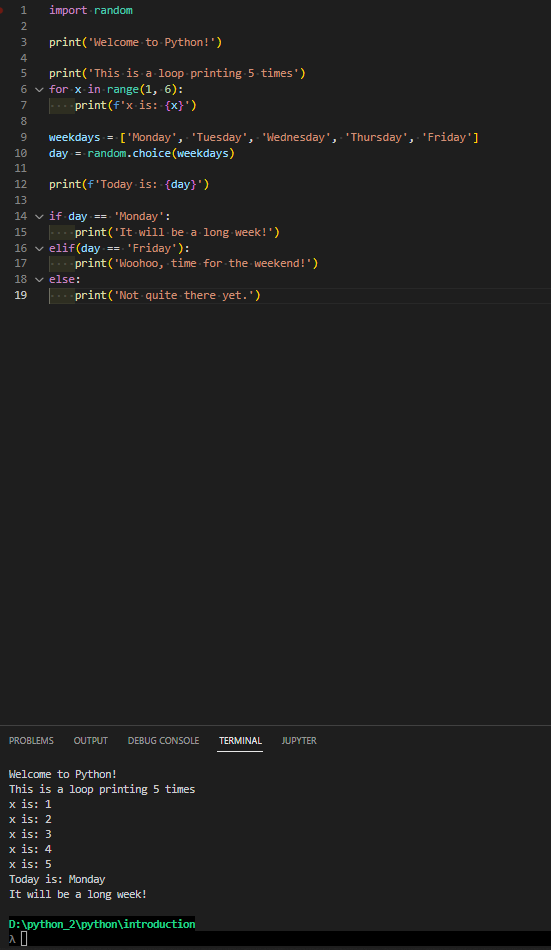 1 import random
2
3 print('Welcome to Python!')
4
5 print('This is a loop printing 5 times')
6 for x in range(1, 6):
7     print(f'x is: {x}')
8
9 weekdays = ['Monday', 'Tuesday', 'Wednesday', 'Thursday', 'Friday']
10 day = random.choice(weekdays)
11
12 print(f'Today is: {day}')
13
14 if day == 'Monday':
15     print('It will be a long week!')
16 elif(day == 'Friday'):
17     print('Woohoo, time for the weekend!')
18 else:
19     print('Not quite there yet.')
PROBLEMS OUTPUT DEBUG CONSOLE TERMINAL JUPYTER
Welcome to Python!
This is a loop printing 5 times
x is: 1
x is: 2
x is: 3
x is: 4
x is: 5
Today is: Monday
It will be a long week!
D:\python_2\python\introduction
λ